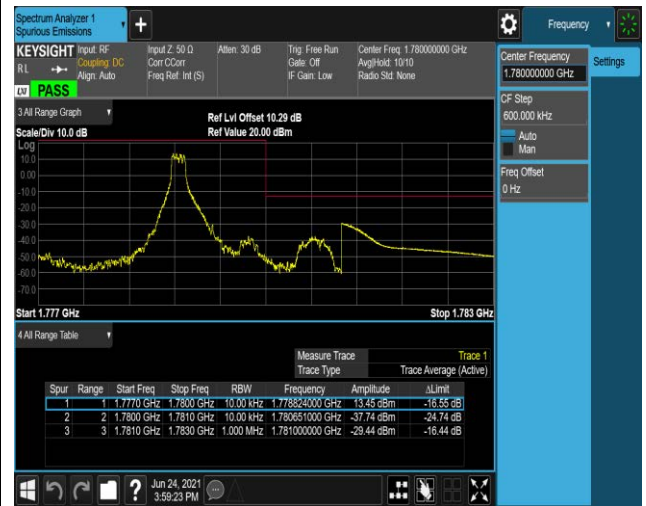 Spectrum Analyzer 1
Spurious Emissions
Frequency
KEYSIGHT
RL
LXI
PASS
Input: RF
Coupling: DC
Align: Auto
Input Z: 50 Ω
Corr CCorr
Freq Ref: Int (S)
Atten: 30 dB
Trig: Free Run
Gate: Off
IF Gain: Low
Center Freq: 1.780000000 GHz
Avg|Hold: 10/10
Radio Std: None
Center Frequency
1.780000000 GHz
Settings
CF Step
600.000 kHz
Auto
Man
Freq Offset
0 Hz
3 All Range Graph
Scale/Div 10.0 dB
Ref Lvl Offset 10.29 dB
Ref Value 20.00 dBm
Log
10.0
0.00
-10.0
-20.0
-30.0
-40.0
-50.0
-60.0
-70.0
Start 1.777 GHz
Stop 1.783 GHz
4 All Range Table
Measure Trace Trace 1
Trace Type Trace Average (Active)
Spur Range Start Freq Stop Freq RBW Frequency Amplitude ΔLimit
1 1 1.7770 GHz 1.7800 GHz 10.00 kHz 1.778824000 GHz 13.45 dBm -16.55 dB
2 2 1.7800 GHz 1.7810 GHz 10.00 kHz 1.780651000 GHz -37.74 dBm -24.74 dB
3 3 1.7810 GHz 1.7830 GHz 1.000 MHz 1.781000000 GHz -29.44 dBm -16.44 dB
Jun 24, 2021
3:59:23 PM